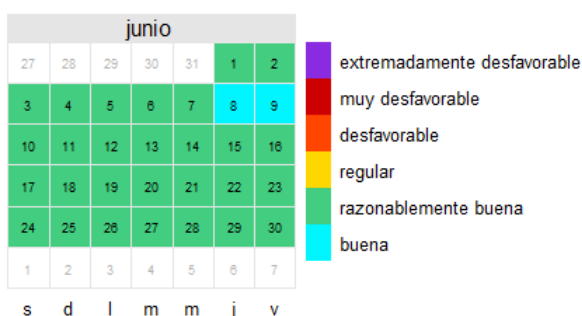 junio
27 28 29 30 31 1 2
3 4 5 6 7 8 9
10 11 12 13 14 15 16
17 18 19 20 21 22 23
24 25 26 27 28 29 30
1 2 3 4 5 6 7
s d l m m j v
extremadamente desfavorable
muy desfavorable
desfavorable
regular
razonablemente buena
buena